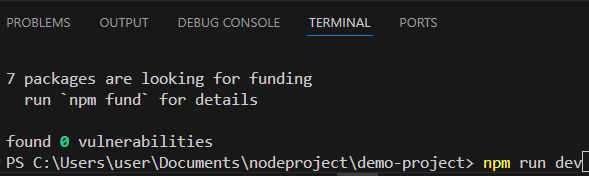 PROBLEMS OUTPUT DEBUG CONSOLE TERMINAL PORTS
7 packages are looking for funding
run `npm fund` for details
found 0 vulnerabilities
PS C:\Users\user\Documents\nodeproject\demo-project> npm run dev